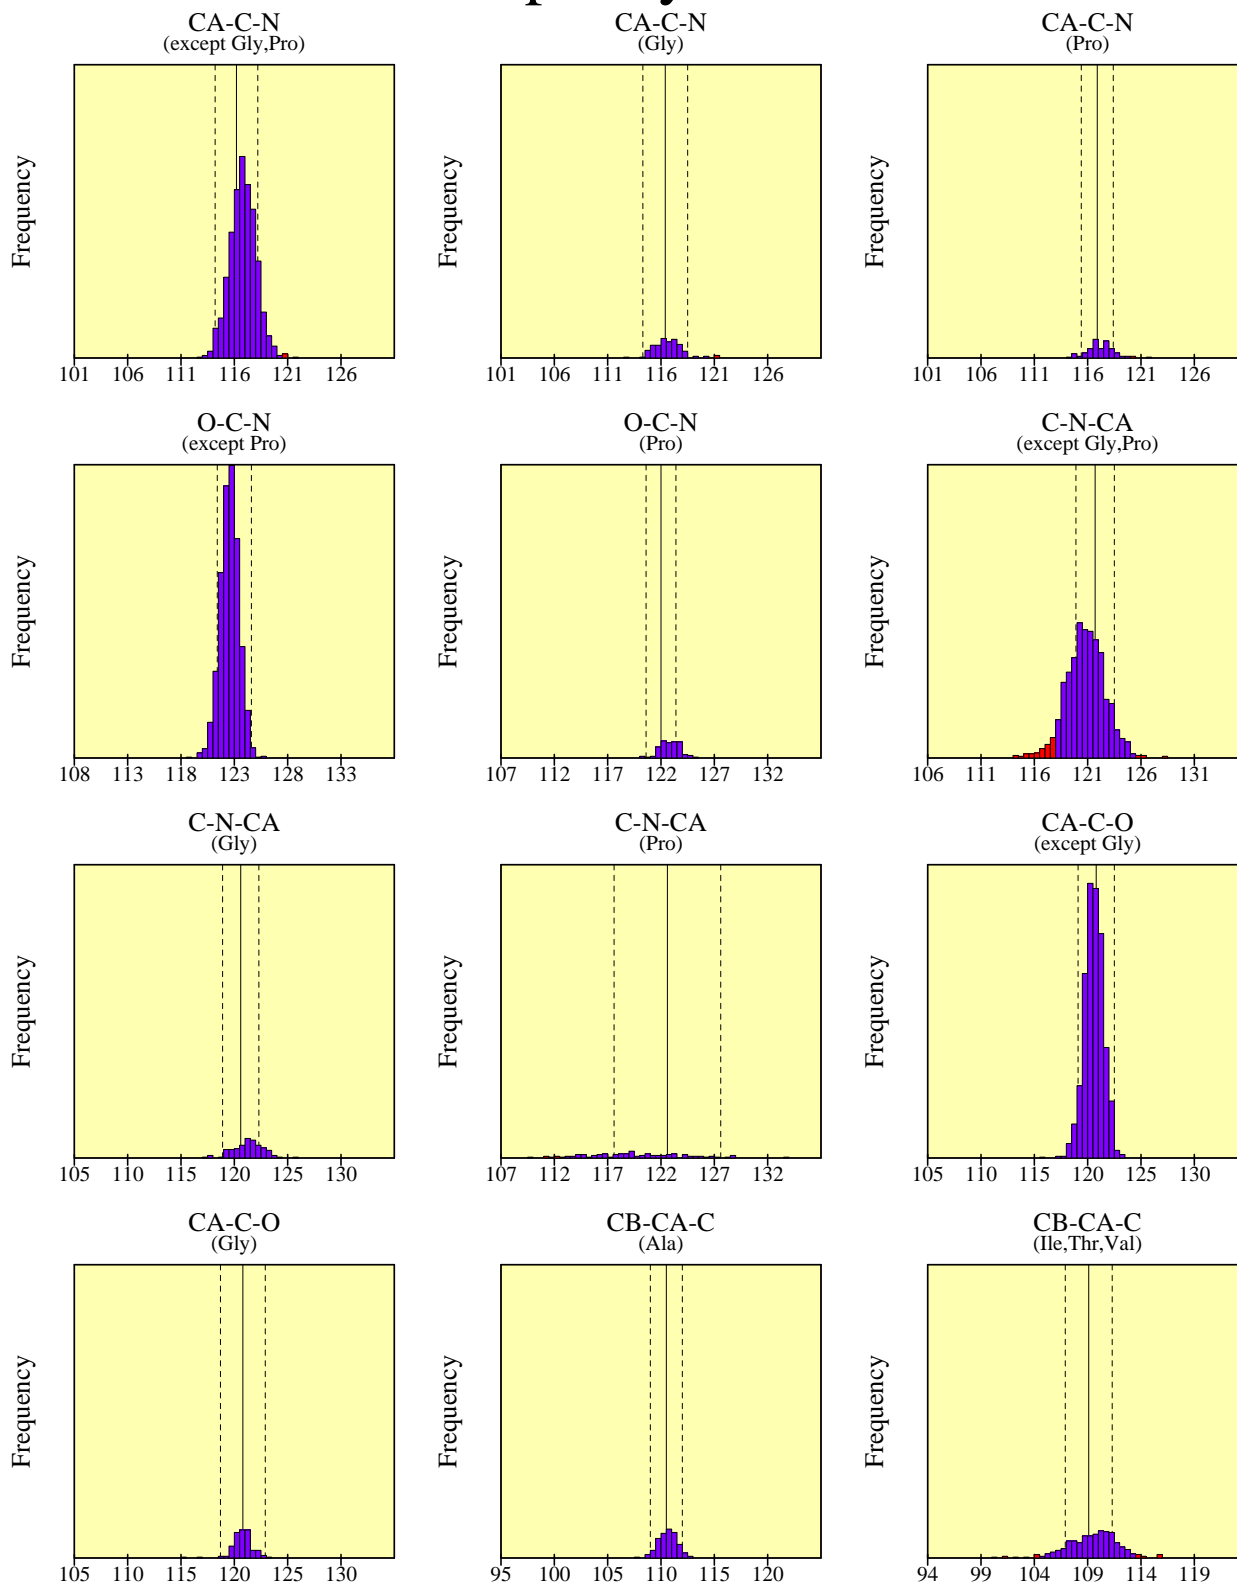 CA-C-N CA-C-N CA-C-N
(except Gly,Pro) (Gly) (Pro)
Frequency Frequency Frequency
101 106 111 116 121 126 101 106 111 116 121 126 101 106 111 116 121 126
O-C-N O-C-N C-N-CA
(except Pro) (Pro) (except Gly,Pro)
Frequency Frequency Frequency
108 113 118 123 128 133 107 112 117 122 127 132 106 111 116 121 126 131
C-N-CA C-N-CA CA-C-O
(Gly) (Pro) (except Gly)
Frequency Frequency Frequency
105 110 115 120 125 130 107 112 117 122 127 132 105 110 115 120 125 130
CA-C-O CB-CA-C CB-CA-C
(Gly) (Ala) (Ile,Thr,Val)
Frequency Frequency Frequency
105 110 115 120 125 130 95 100 105 110 115 120 94 99 104 109 114 119